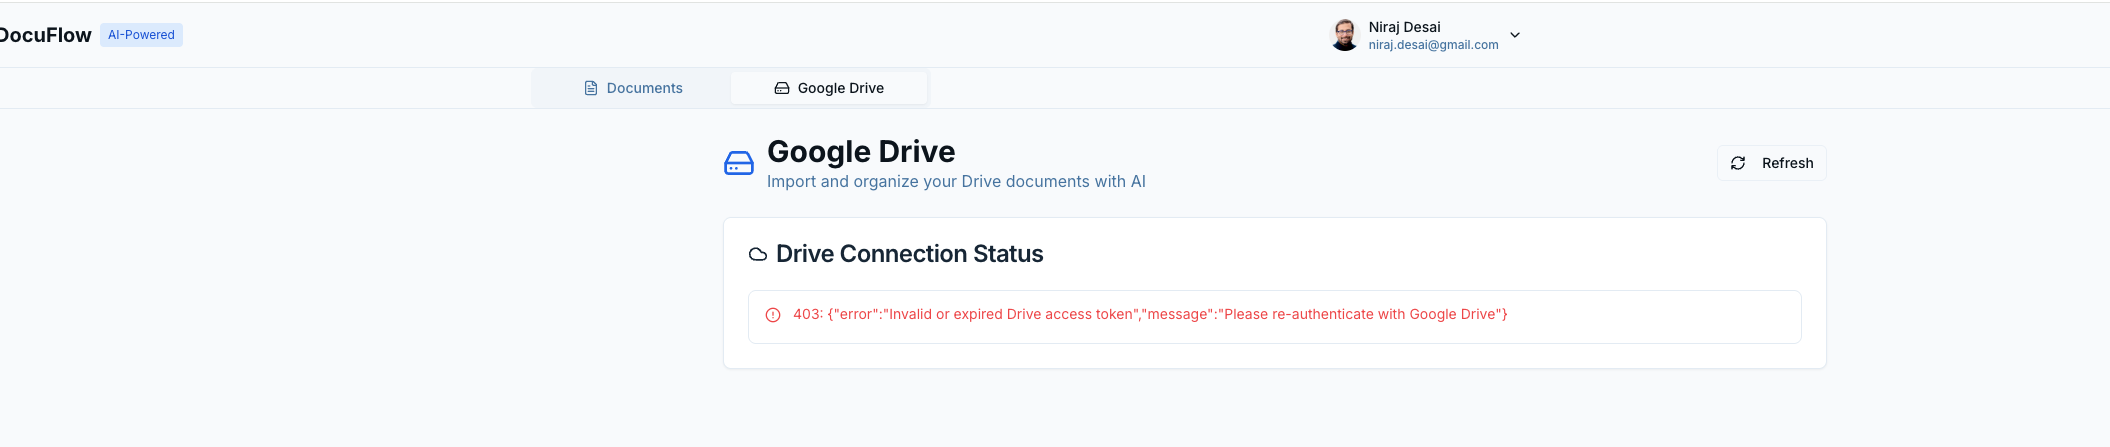 DocuFlow AI-Powered
Niraj Desai
niraj.desai@gmail.com
Documents
Google Drive
Google Drive
Import and organize your Drive documents with AI
Refresh
Drive Connection Status
403: {"error":"Invalid or expired Drive access token","message":"Please re-authenticate with Google Drive"}